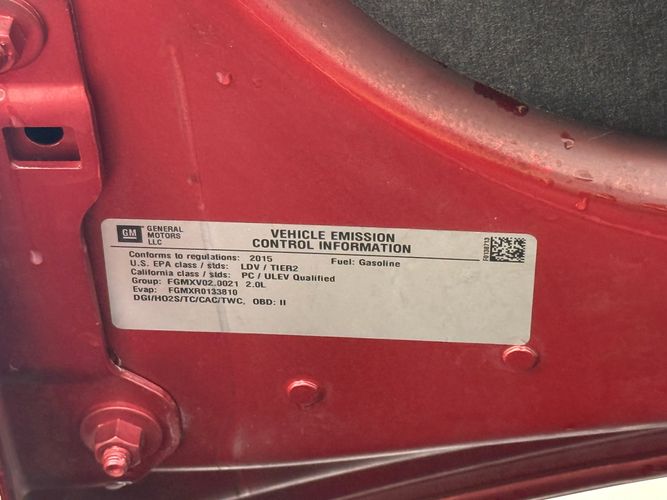 GM
GENERAL MOTORS LLC
VEHICLE EMISSION
CONTROL INFORMATION
Conforms to regulations: 2015 Fuel: Gasoline
U.S. EPA class / stds: LDV / TIER2
California class / stds: PC / ULEV Qualified
Group: FGMXV02.0021 2.0L
Evap: FGMXR0133810
DGI/HO2S/TC/CAC/TWC, OBD: II